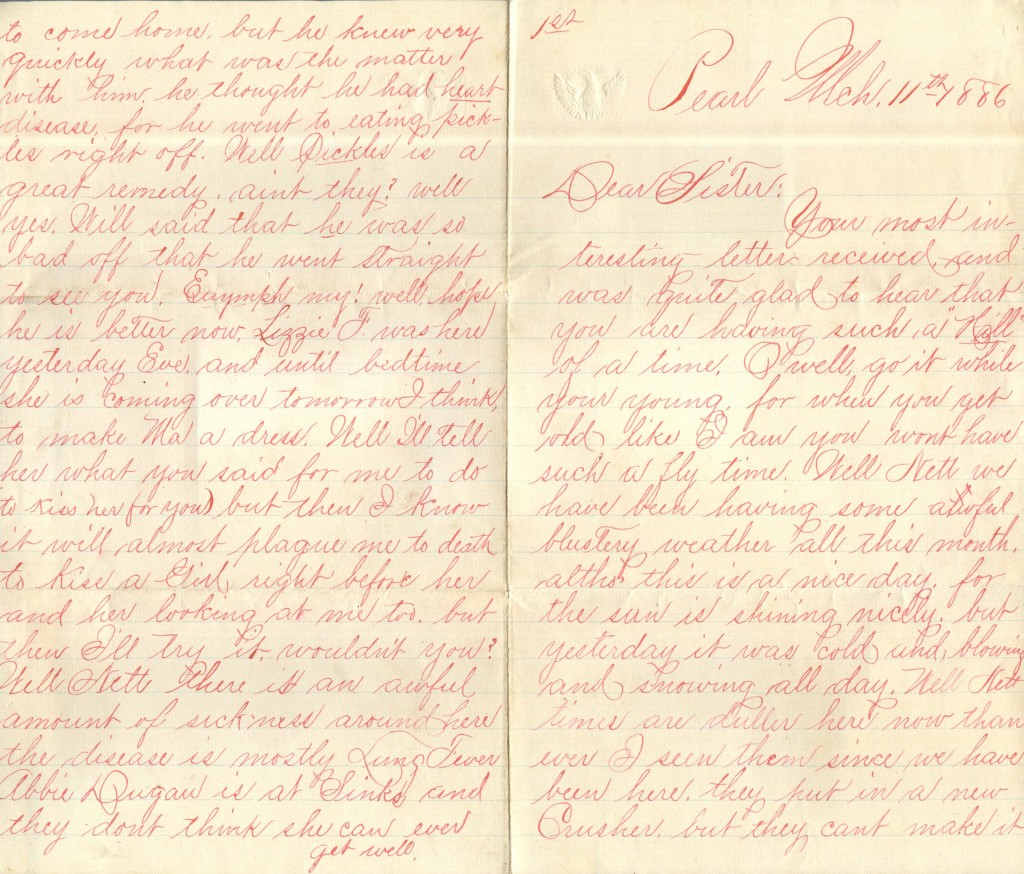 to come home. but he knew very
quickly what was the matter
with him. he thought he had heart
disease. for he went to eating pick-
les right off. Well Pickles is a
great remedy. aint they? well
yes. Will said that he was so
bad off that he went straight
to see you. my! well, hope
he is better now. Lizzie F. was here
yesterday Eve. and until bedtime
she is coming over tomorrow I think,
to make Ma a dress. Well I'll tell
her what you said for me to do
to kiss her (for you) but then I know
it will almost plague me to death
to kiss a Girl, right before her
and her looking at me too. but
then I'll try it. wouldn't you?
Well Nett there is an awful
amount of sickness around here
the disease is mostly Lung Fever
Abbie Dugan is at Sinks and
they dont think she can ever
get well.
1st
Pearl Mch. 11th 1886
Dear Sister:
Your most in-
teresting letter received, and
was quite glad to hear that
you are having such a "Hall"
of a time. O well, go it while
your young, for when you get
old like I am you wont have
such a fly time. Well Nett we
have been having some awful
blustery weather all this month.
altho this is a nice day. for
the sun is shining nicely. but
yesterday it was cold and blowing
and snowing all day. Well Nett
times are duller here now than
ever I seen them since we have
been here. they put in a new
Crusher. but they cant make it